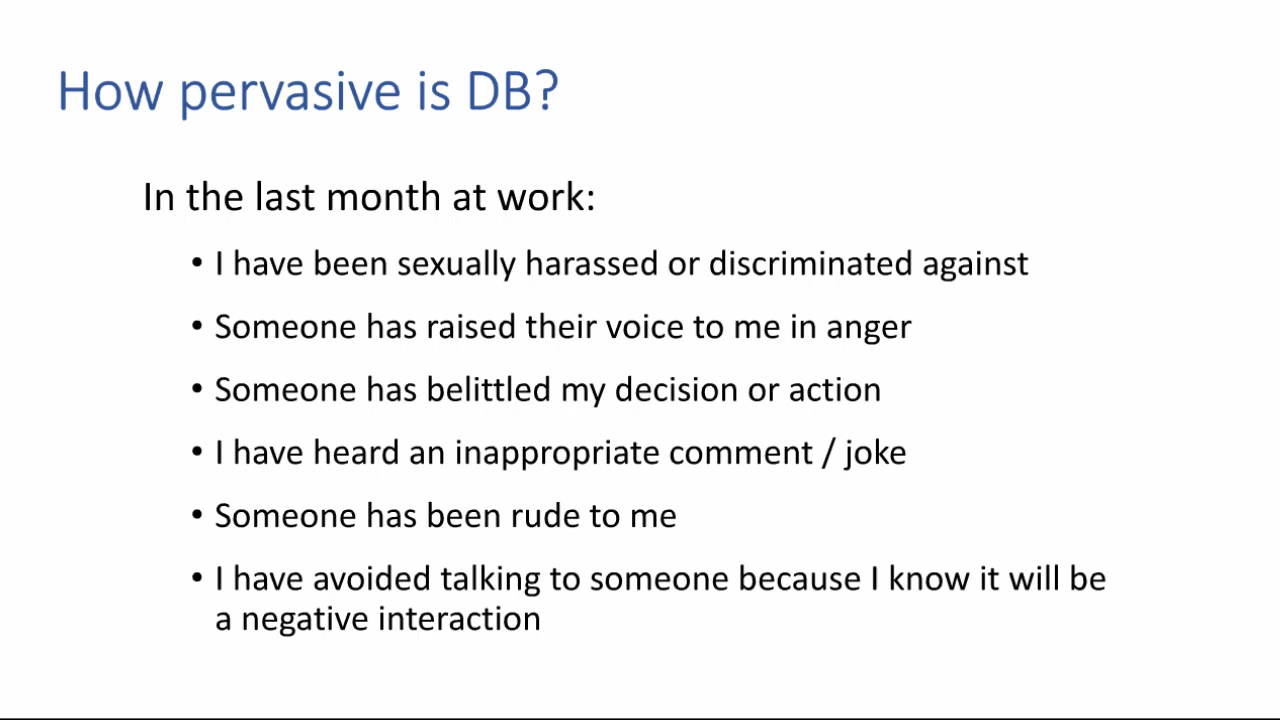 How pervasive is DB?
In the last month at work:
• I have been sexually harassed or discriminated against
• Someone has raised their voice to me in anger
• Someone has belittled my decision or action
• I have heard an inappropriate comment / joke
• Someone has been rude to me
• I have avoided talking to someone because I know it will be
a negative interaction